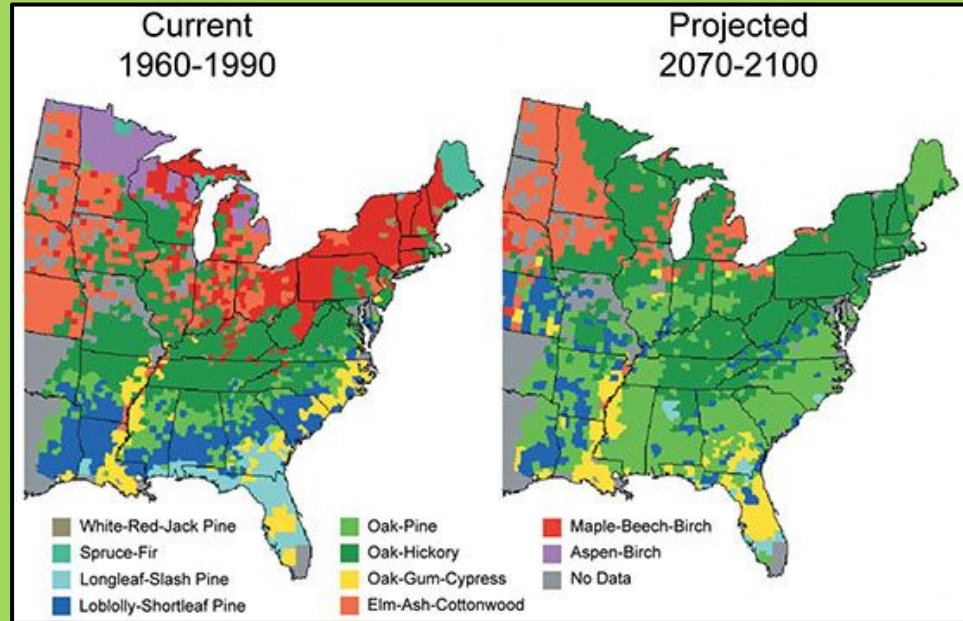 Current
1960-1990
Projected
2070-2100
White-Red-Jack Pine
Spruce-Fir
Longleaf-Slash Pine
Loblolly-Shortleaf Pine
Oak-Pine
Oak-Hickory
Oak-Gum-Cypress
Elm-Ash-Cottonwood
Maple-Beech-Birch
Aspen-Birch
No Data